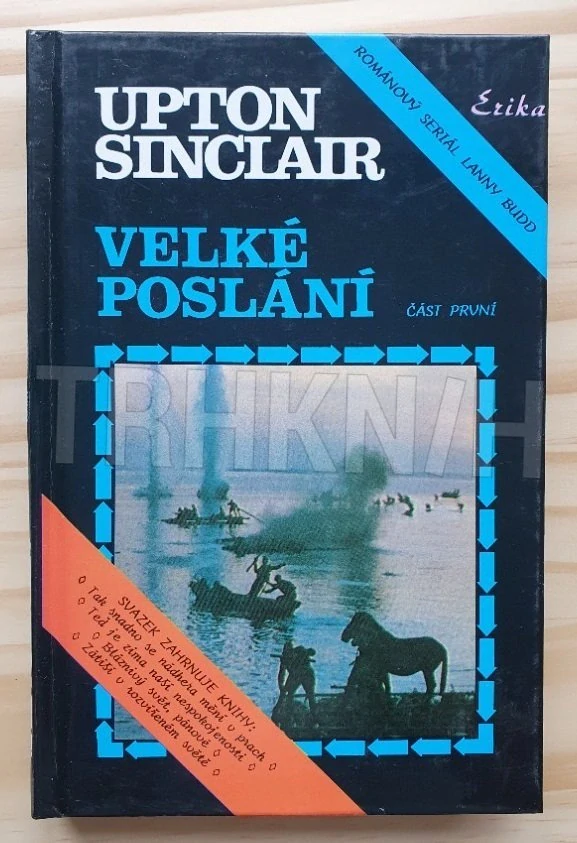 UPTON
SINCLAIR
ROMÁNOVÝ SERIÁL LANNY BUDD
Erika
VELKÉ
POSLÁNÍ
ČÁST PRVNÍ
TRHKNIH
SVAZEK ZAHRNUJE KNIHY:
◊ Tak snadno se nádhera mění v prach
◊ Teď je zima naší nespokojenosti ◊
◊ Bláznivý svět, pánové ◊
◊ Zátiší v rozvířeném světě ◊